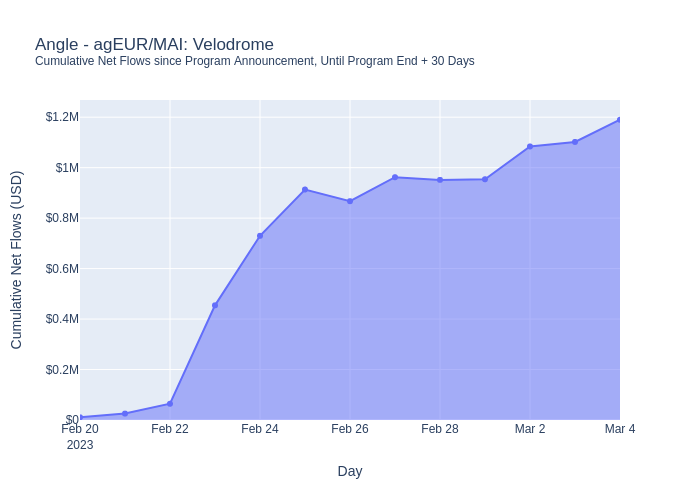 Angle - agEUR/MAI: Velodrome
Cumulative Net Flows since Program Announcement, Until Program End + 30 Days
Cumulative Net Flows (USD)
$1.2M
$1M
$0.8M
$0.6M
$0.4M
$0.2M
$0
Feb 20 Feb 22 Feb 24 Feb 26 Feb 28 Mar 2 Mar 4
2023
Day